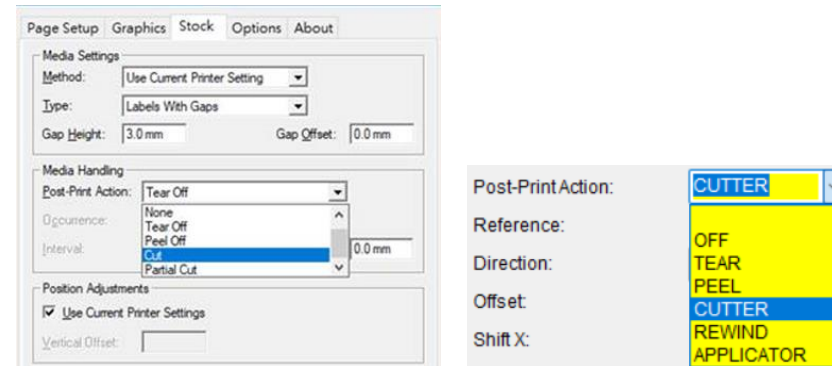 Page Setup Graphics Stock Options About
Media Settings
Method: Use Current Printer Setting
Type: Labels With Gaps
Gap Height: 3.0 mm Gap Offset: 0.0 mm
Media Handling
Post-Print Action: Tear Off
Occurrence:
None
Tear Off
Peel Off
Interval:
Cut
0.0 mm
Partial Cut
Position Adjustments
Use Current Printer Settings
Vertical Offset:
Post-Print Action: CUTTER
Reference:
OFF
Direction:
TEAR
PEEL
Offset:
CUTTER
Shift X:
REWIND
APPLICATOR